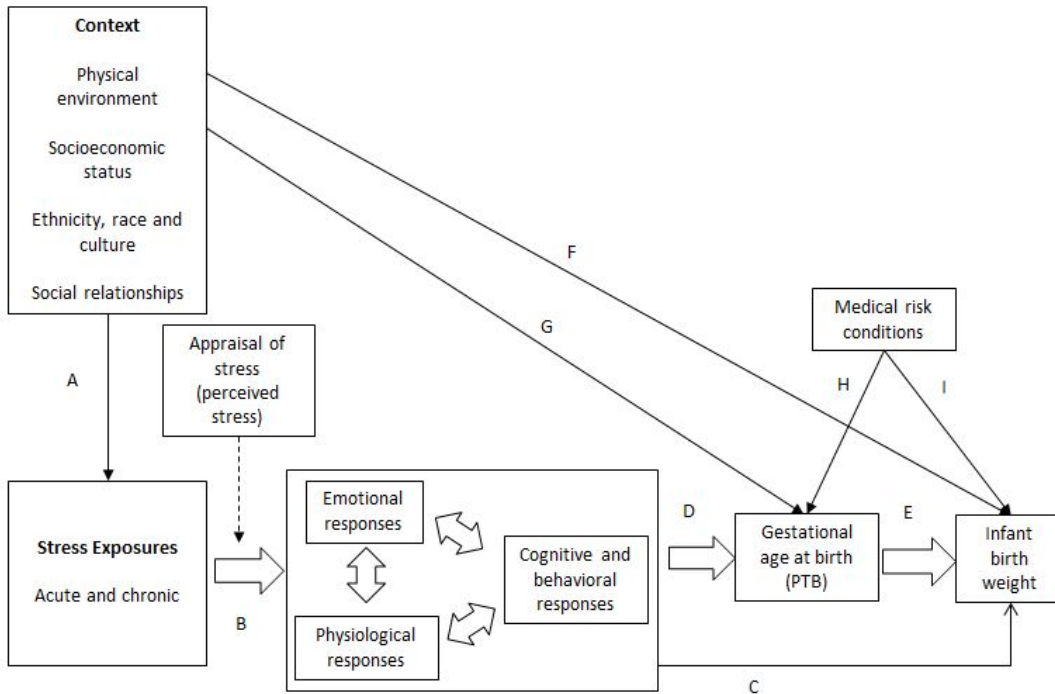 Context
Physical
environment
Socioeconomic
status
Ethnicity, race and
culture
Social relationships
A
Appraisal of
stress
(perceived
stress)
F
G
Medical risk
conditions
H
I
Stress Exposures
Acute and chronic
B
Emotional
responses
Cognitive and
behavioral
responses
Physiological
responses
D
Gestational
age at birth
(PTB)
E
Infant
birth
weight
C